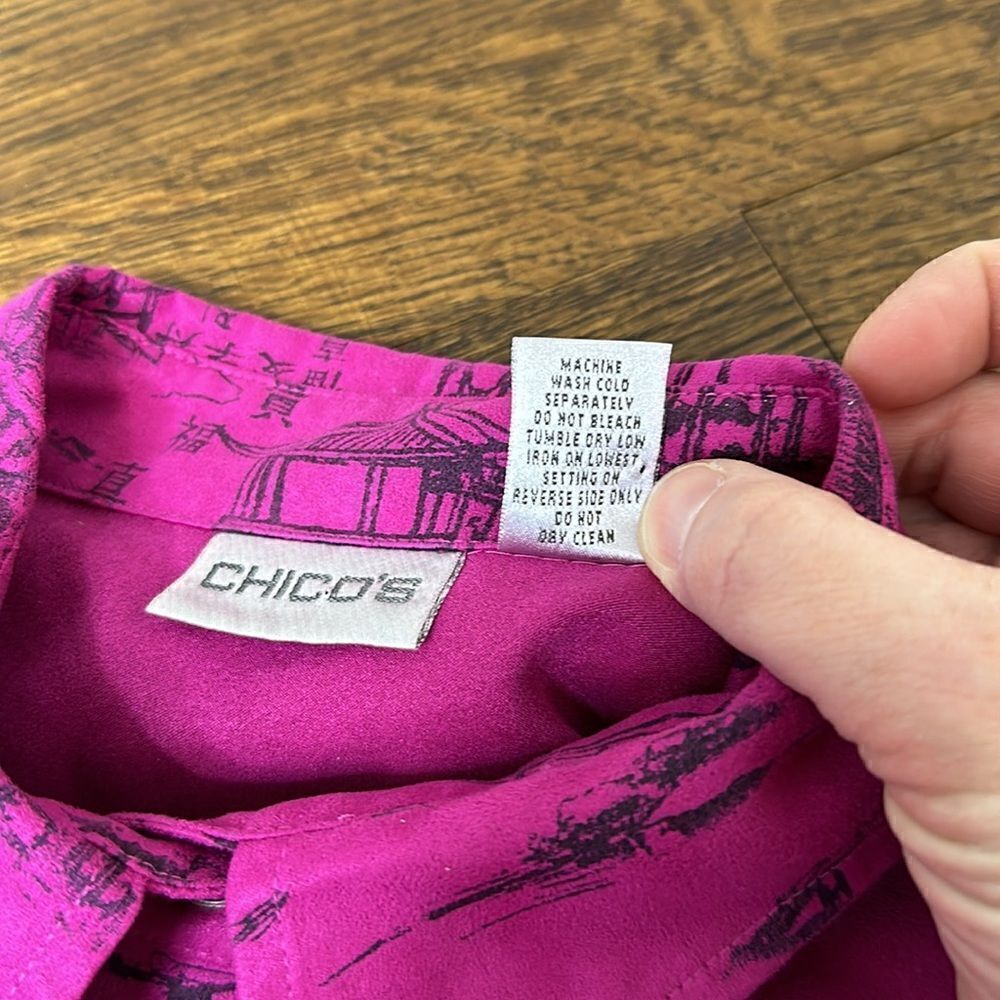 MACHINE
WASH COLD
SEPARATELY
DO NOT BLEACH
TUMBLE DRY LOW
IRON ON LOWEST
SETTING ON
REVERSE SIDE ONLY
DO NOT
DRY CLEAN
CHICO'S